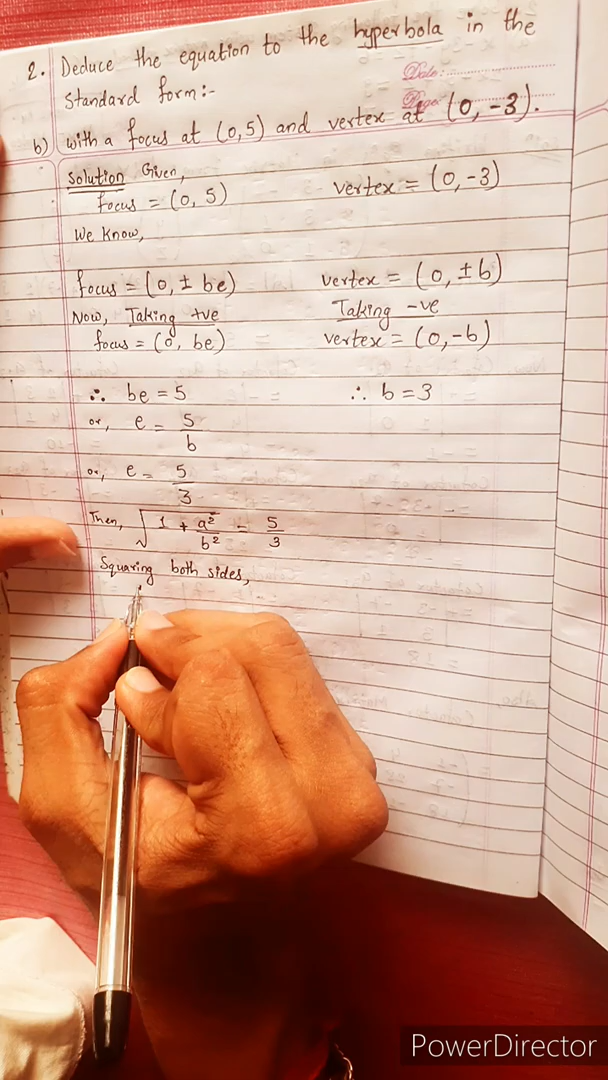 2. Deduce the equation to the hyperbola in the
Date:
Standard form:-
Page:
b) with a focus at (0,5) and vertex at (0,-3).
Solution Given,
focus = (0, 5) vertex = (0,-3)
We know,
focus = (0, ± be) vertex = (0, ±b)
Now, Taking +ve Taking -ve
focus = (0, be) vertex = (0,-b)
∴ be = 5 ∴ b = 3
or, e = 5/b
or, e = 5/3
Then, √1 + a²/b² = 5/3
Squaring both sides,
PowerDirector